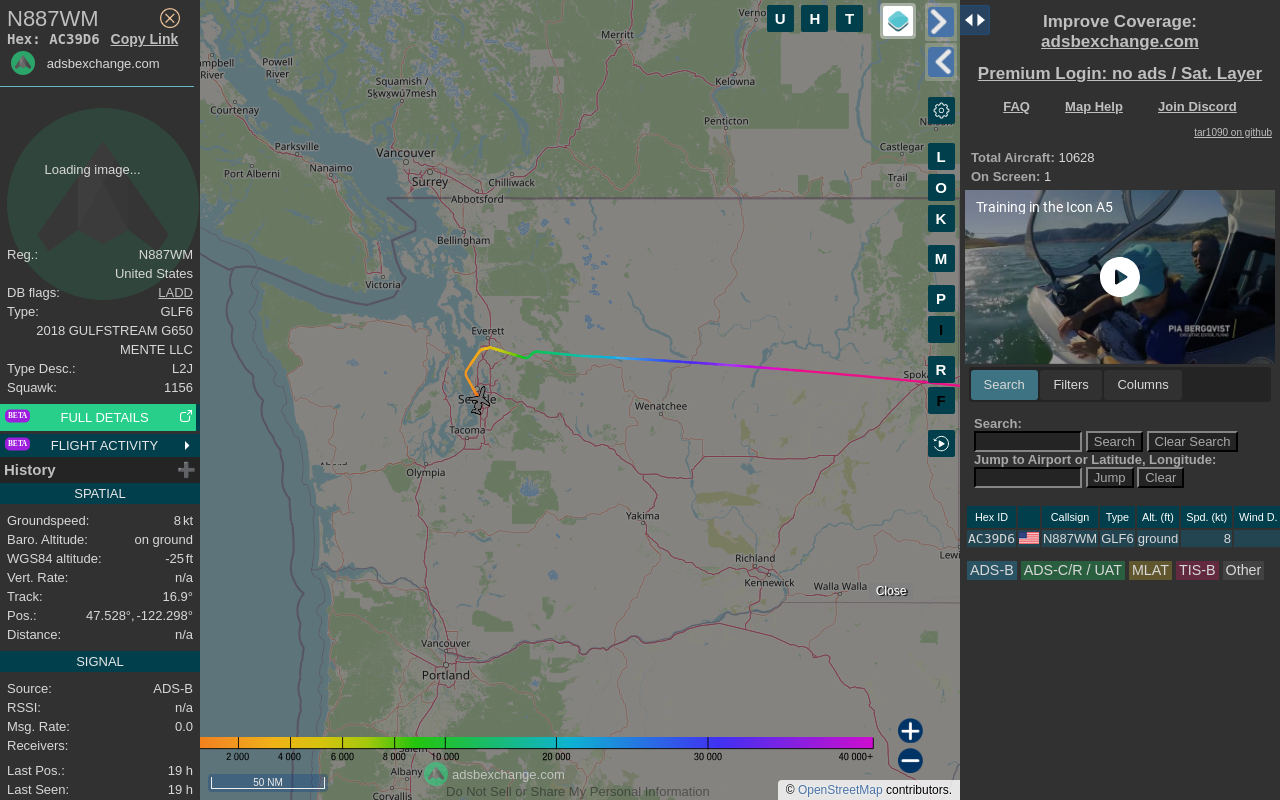 N887WM
Hex: AC39D6 Copy Link
adsbexchange.com
Loading image...
Reg.: N887WM
United States
DB flags: LADD
Type: GLF6
2018 GULFSTREAM G650
MENTE LLC
Type Desc.: L2J
Squawk: 1156
BETA FULL DETAILS
BETA FLIGHT ACTIVITY
History
SPATIAL
Groundspeed: 8 kt
Baro. Altitude: on ground
WGS84 altitude: -25 ft
Vert. Rate: n/a
Track: 16.9°
Pos.: 47.528°, -122.298°
Distance: n/a
SIGNAL
Source: ADS-B
RSSI: n/a
Msg. Rate: 0.0
Receivers:
Last Pos.: 19 h
Last Seen: 19 h
U H T
Merritt
Powell
River
River
Squamish /
Sḵwx̱wú7mesh
Kelowna
Courtenay
Penticton
Parksville
Vancouver
Castlegar
Nanaimo
Port Alberni
Surrey
Chilliwack
Trail
Abbotsford
Bellingham
Victoria
Everett
Wenatchee
Tacoma
Olympia
Yakima
Richland
Kennewick
Walla Walla
Vancouver
Portland
Albany
Corvallis
L
O
K
M
P
I
R
F
Close
2 000 4 000 6 000 8 000 10 000 20 000 30 000 40 000+
50 NM
adsbexchange.com
Do Not Sell or Share My Personal Information
© OpenStreetMap contributors.
Improve Coverage:
adsbexchange.com
Premium Login: no ads / Sat. Layer
FAQ Map Help Join Discord
tar1090 on github
Total Aircraft: 10628
On Screen: 1
Training in the Icon A5
PIA BERGQVIST
Search Filters Columns
Search:
Search Clear Search
Jump to Airport or Latitude, Longitude:
Jump Clear
Hex ID Callsign Type Alt. (ft) Spd. (kt) Wind D.
AC39D6 N887WM GLF6 ground 8
ADS-B ADS-C/R / UAT MLAT TIS-B Other